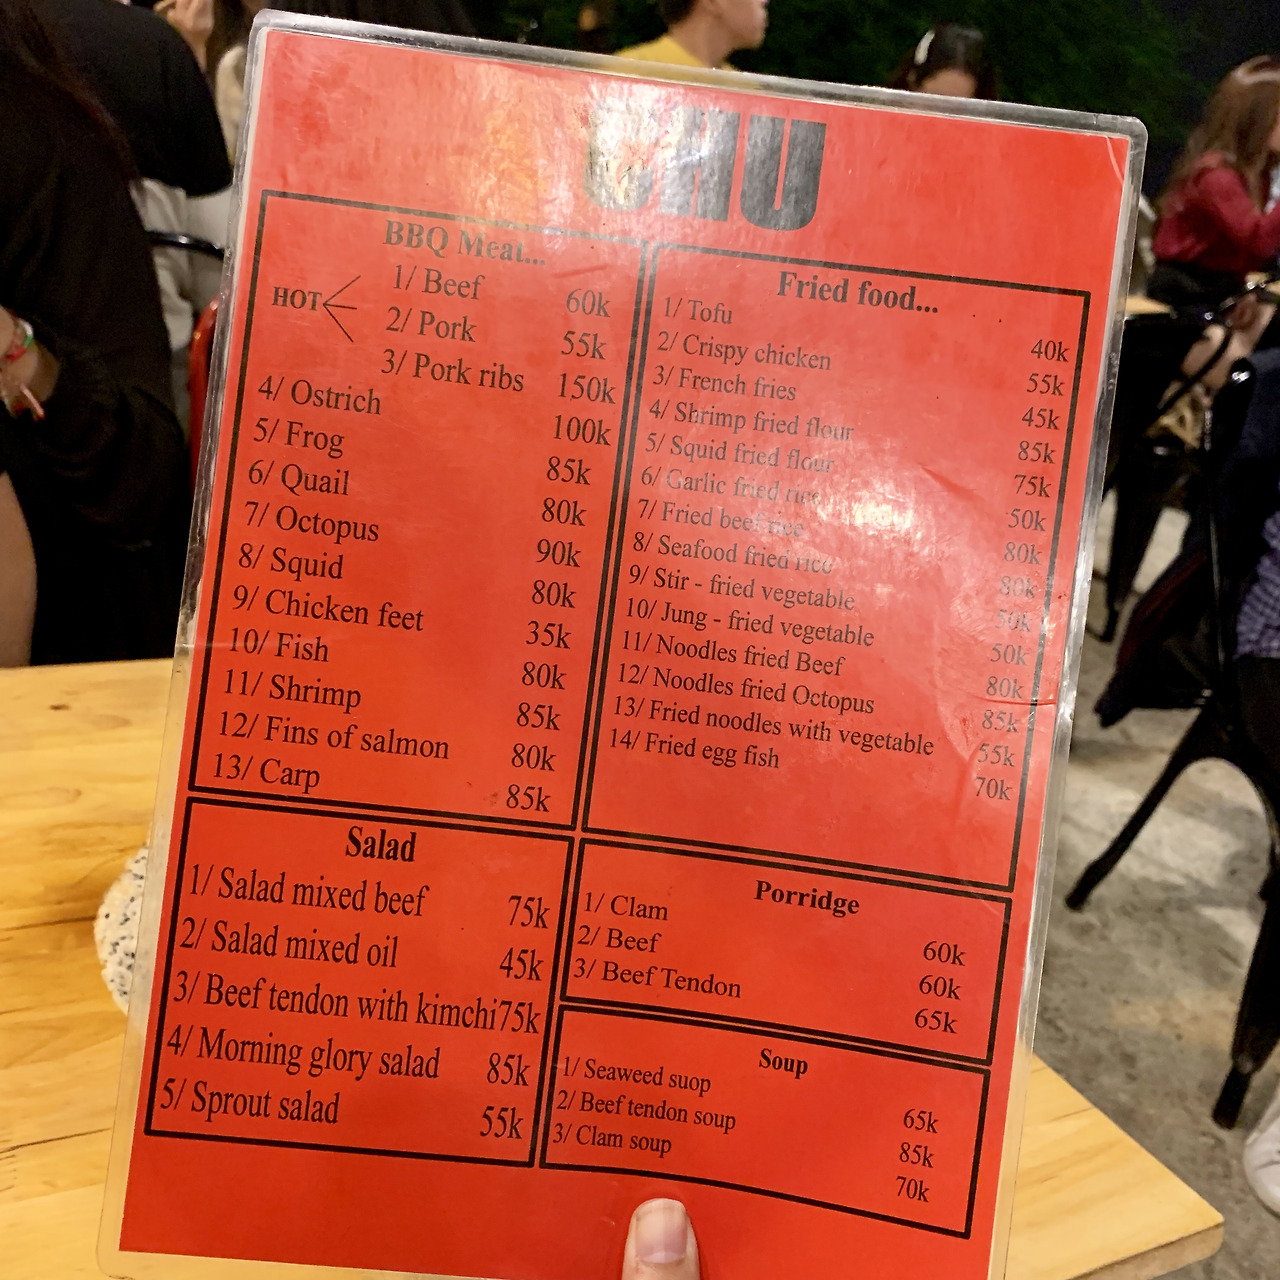 CHU
BBQ Meat...
HOT
1/ Beef 60k
2/ Pork 55k
3/ Pork ribs 150k
4/ Ostrich 100k
5/ Frog 85k
6/ Quail 80k
7/ Octopus 90k
8/ Squid 80k
9/ Chicken feet 35k
10/ Fish 80k
11/ Shrimp 85k
12/ Fins of salmon 80k
13/ Carp 85k
Fried food...
1/ Tofu 40k
2/ Crispy chicken 55k
3/ French fries 45k
4/ Shrimp fried flour 85k
5/ Squid fried flour 75k
6/ Garlic fried rice 50k
7/ Fried beef rice 80k
8/ Seafood fried rice 80k
9/ Stir - fried vegetable 50k
10/ Jung - fried vegetable 50k
11/ Noodles fried Beef 80k
12/ Noodles fried Octopus 85k
13/ Fried noodles with vegetable 55k
14/ Fried egg fish 70k
Salad
1/ Salad mixed beef 75k
2/ Salad mixed oil 45k
3/ Beef tendon with kimchi75k
4/ Morning glory salad 85k
5/ Sprout salad 55k
Porridge
1/ Clam 60k
2/ Beef 60k
3/ Beef Tendon 65k
Soup
1/ Seaweed suop 65k
2/ Beef tendon soup 85k
3/ Clam soup 70k